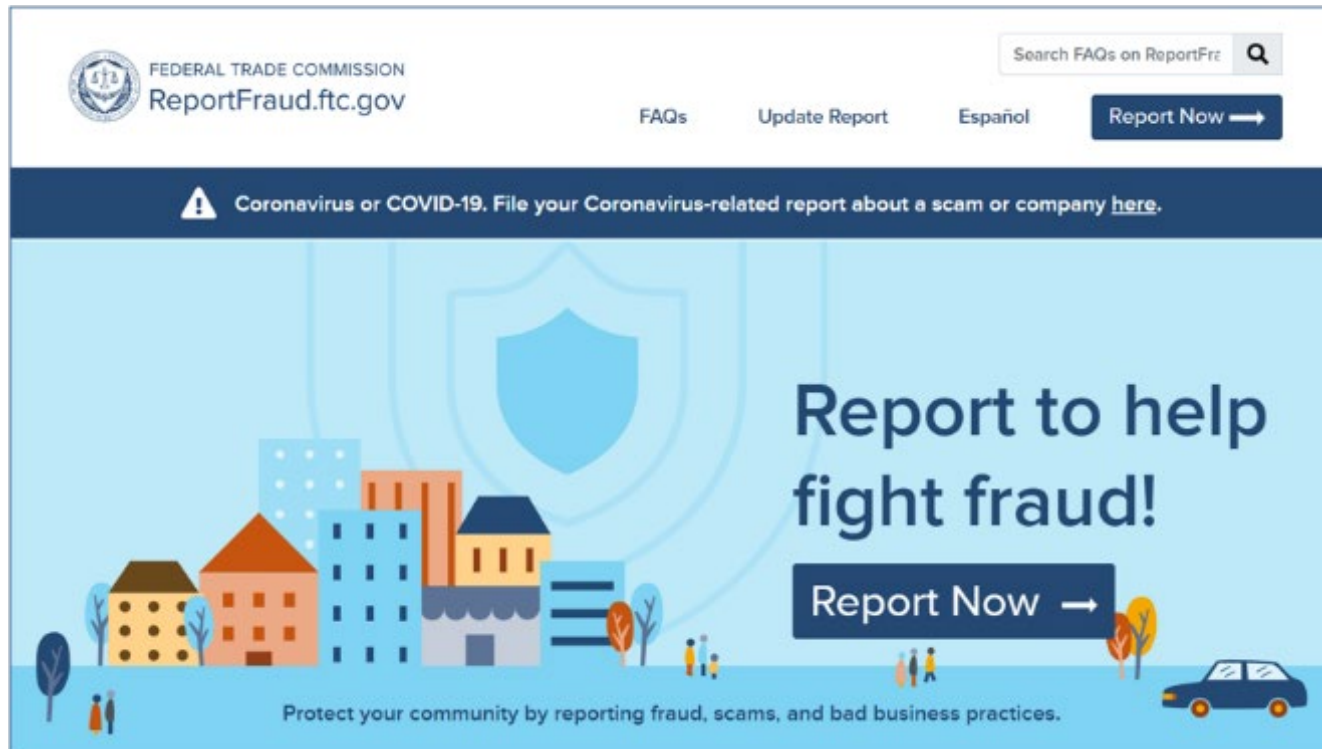 FEDERAL TRADE COMMISSION
ReportFraud.ftc.gov
Search FAQs on ReportFra
FAQs
Update Report
Español
Report Now
Coronavirus or COVID-19. File your Coronavirus-related report about a scam or company here.
Report to help
fight fraud!
Report Now
Protect your community by reporting fraud, scams, and bad business practices.